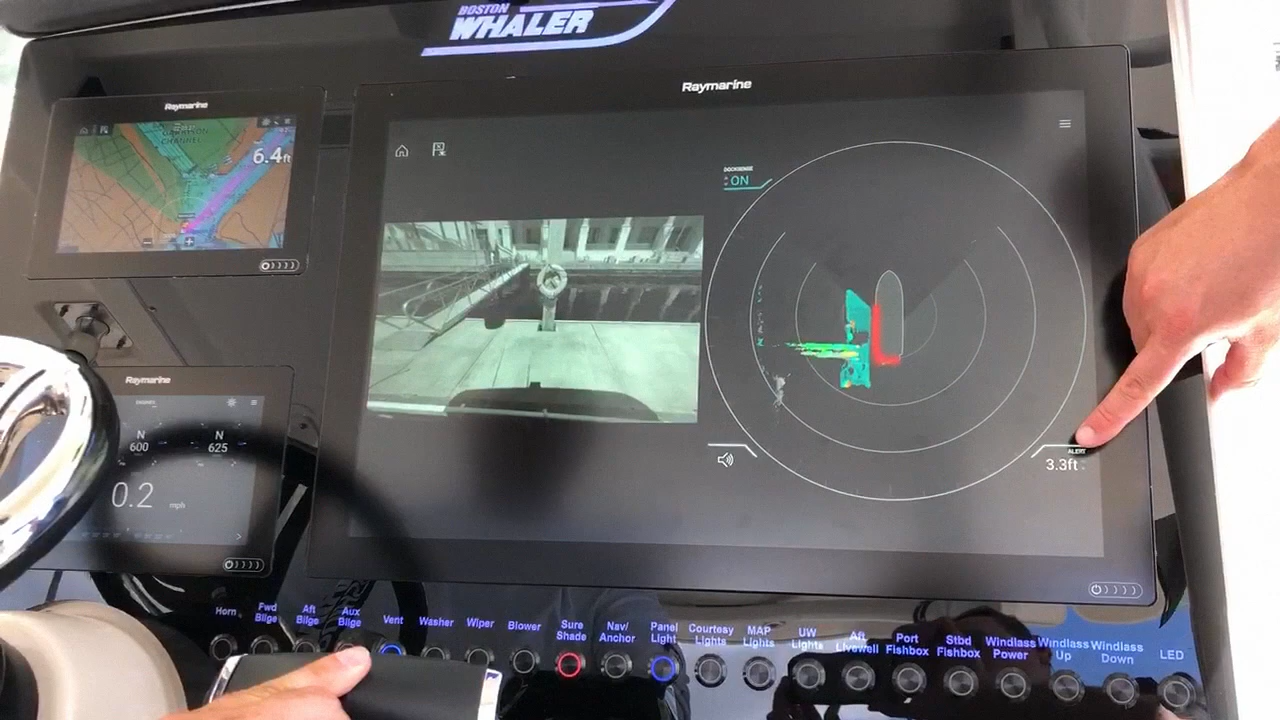 BOSTON
WHALER
Raymarine
CHANNEL
6.4ft
Raymarine
DOCKSENSE
ON
ALERT
3.3ft
Raymarine
N
600
N
625
0.2 mph
Horn
Fwd
Bilge
Aft
Bilge
Aux
Bilge
Vent
Washer
Wiper
Blower
Sure
Shade
Nav/
Anchor
Panel
Light
Courtesy
Lights
MAP
Lights
UW
Lights
Aft
Livewell
Port
Fishbox
Stbd
Fishbox
Windlass
Power
Windlass
Up
Windlass
Down
LED